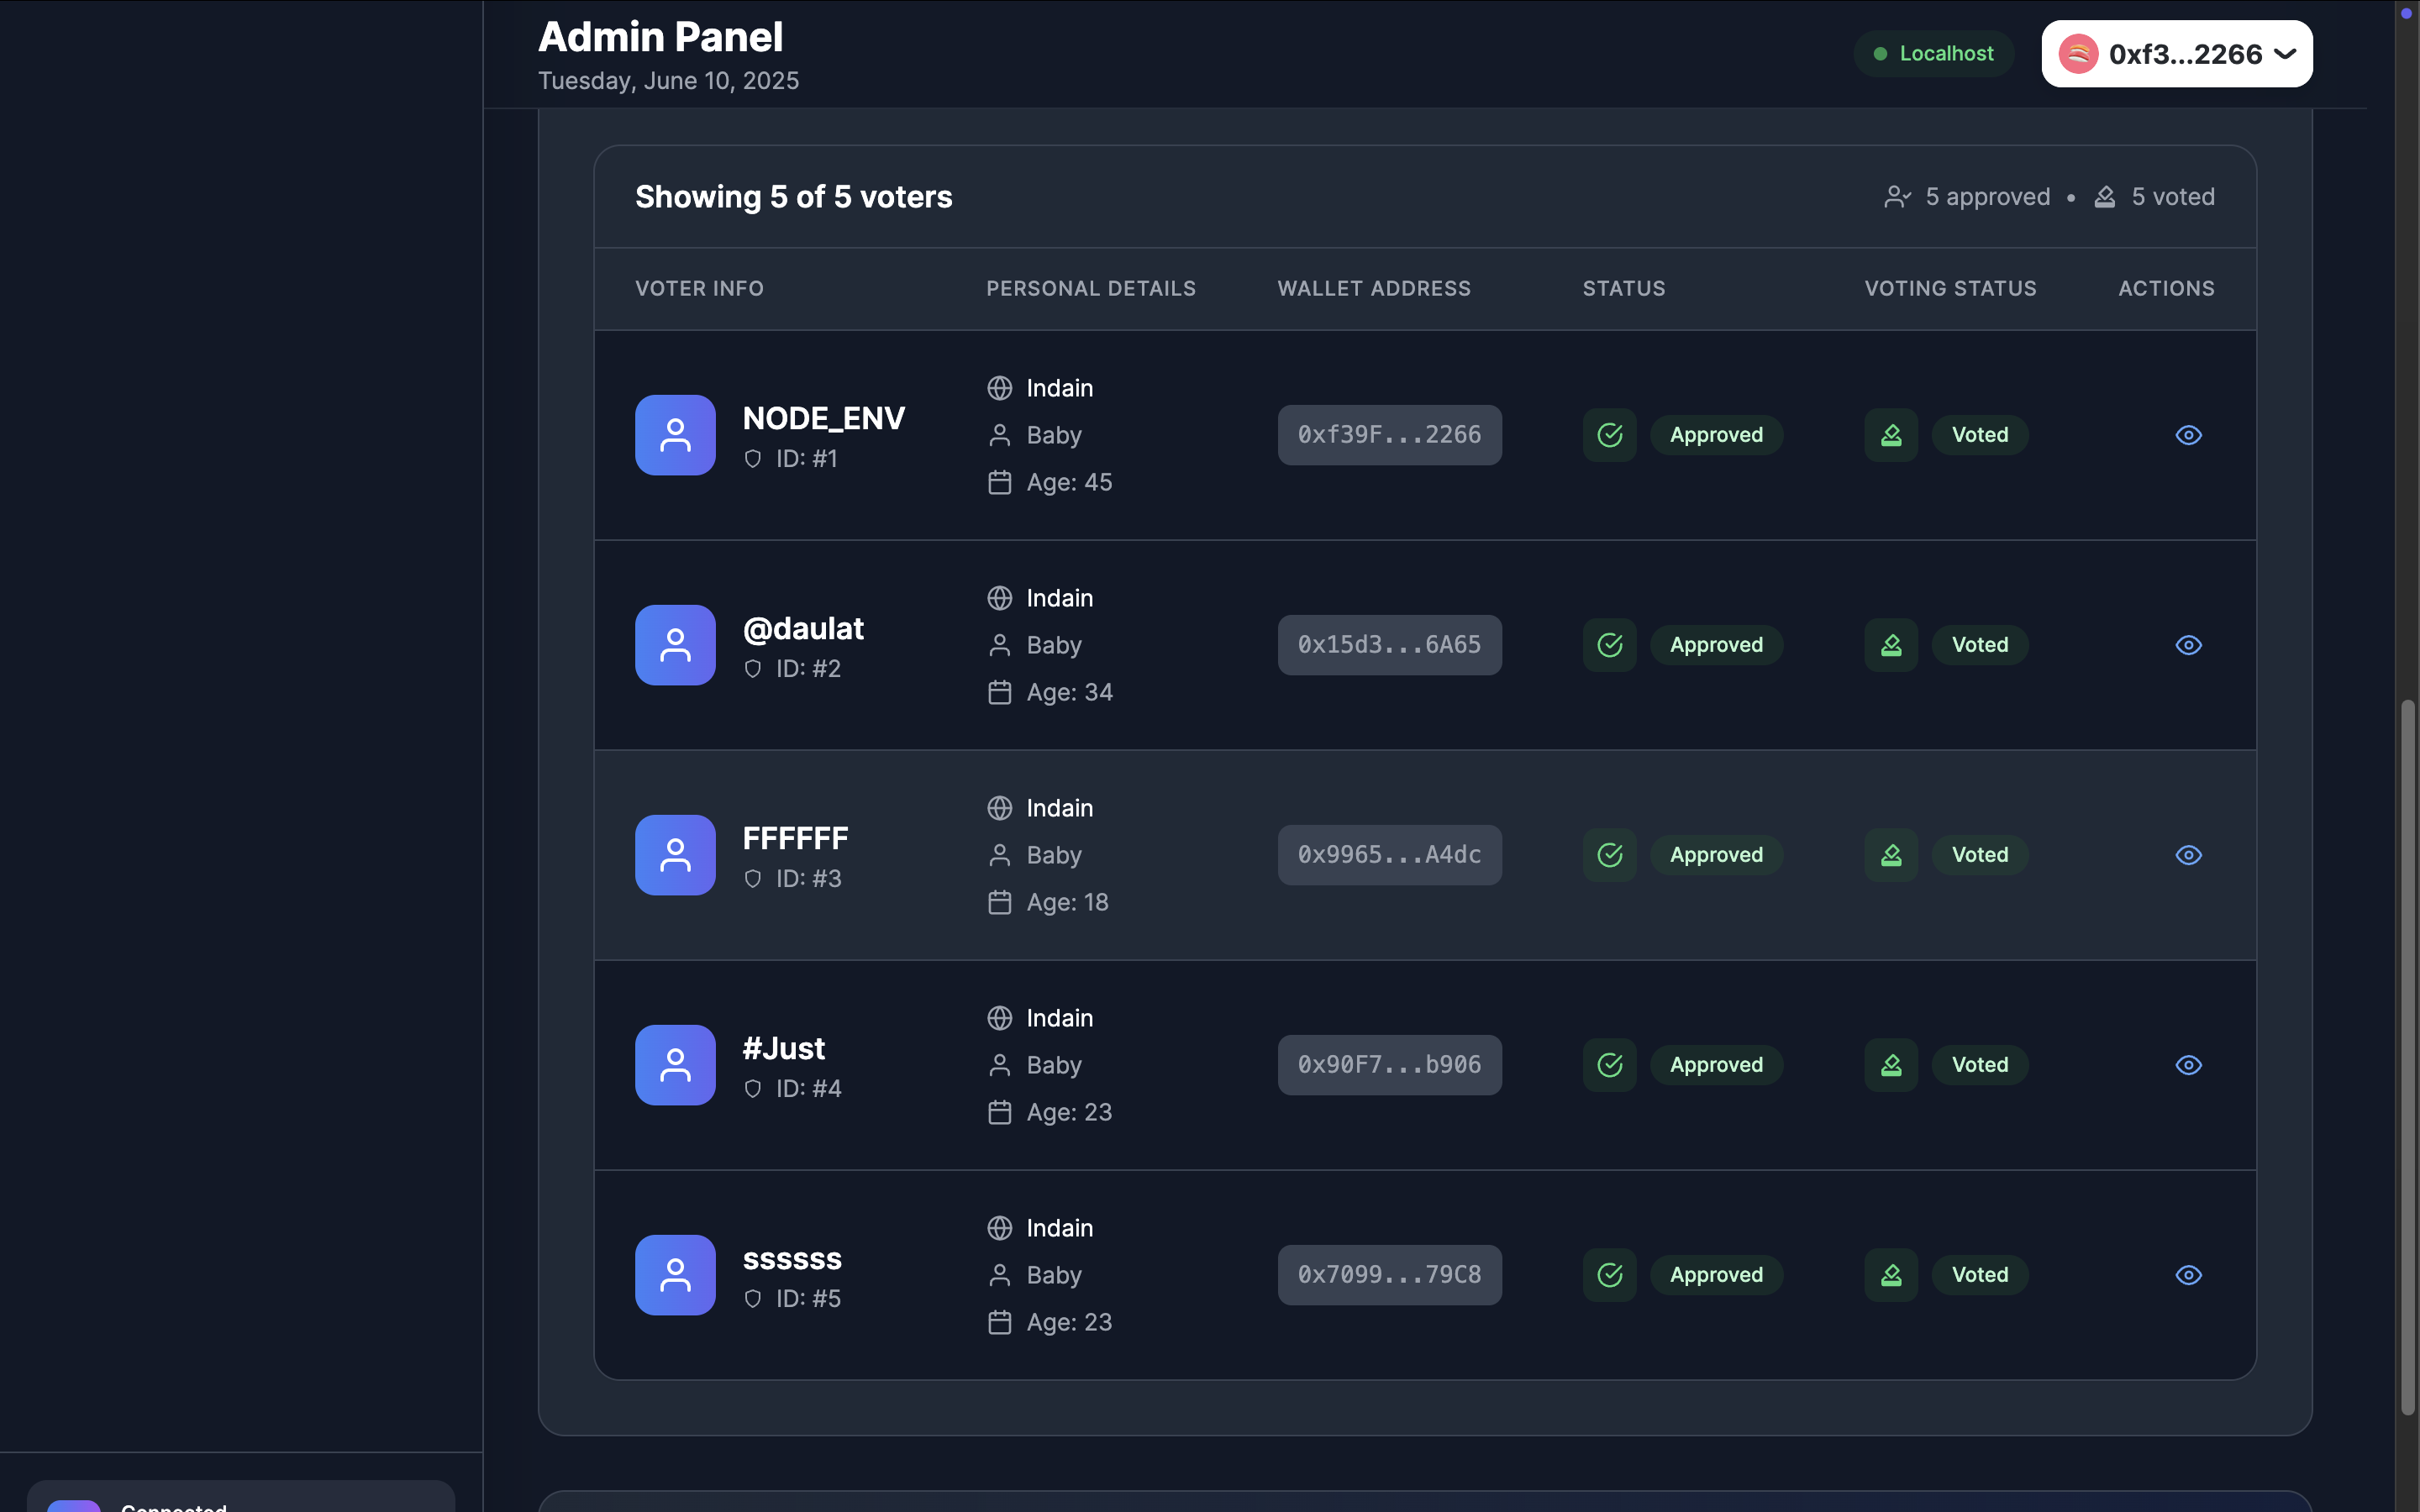 Admin Panel
Tuesday, June 10, 2025
Localhost
0xf3...2266
Showing 5 of 5 voters
5 approved • 5 voted
VOTER INFO PERSONAL DETAILS WALLET ADDRESS STATUS VOTING STATUS ACTIONS
NODE_ENV
ID: #1
Indain
Baby
Age: 45
0xf39F...2266
Approved
Voted
@daulat
ID: #2
Indain
Baby
Age: 34
0x15d3...6A65
Approved
Voted
FFFFFF
ID: #3
Indain
Baby
Age: 18
0x9965...A4dc
Approved
Voted
#Just
ID: #4
Indain
Baby
Age: 23
0x90F7...b906
Approved
Voted
ssssss
ID: #5
Indain
Baby
Age: 23
0x7099...79C8
Approved
Voted
Connected